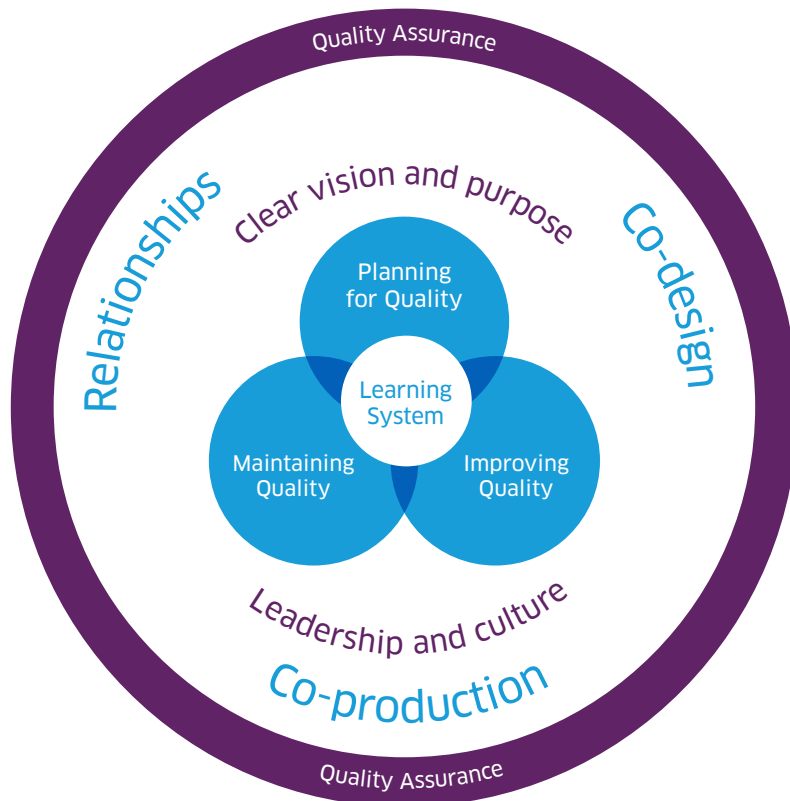 Quality Assurance
Clear vision and purpose
Relationships
Co-design
Planning
for Quality
Learning
System
Maintaining
Quality
Improving
Quality
Leadership and culture
Co-production
Quality Assurance